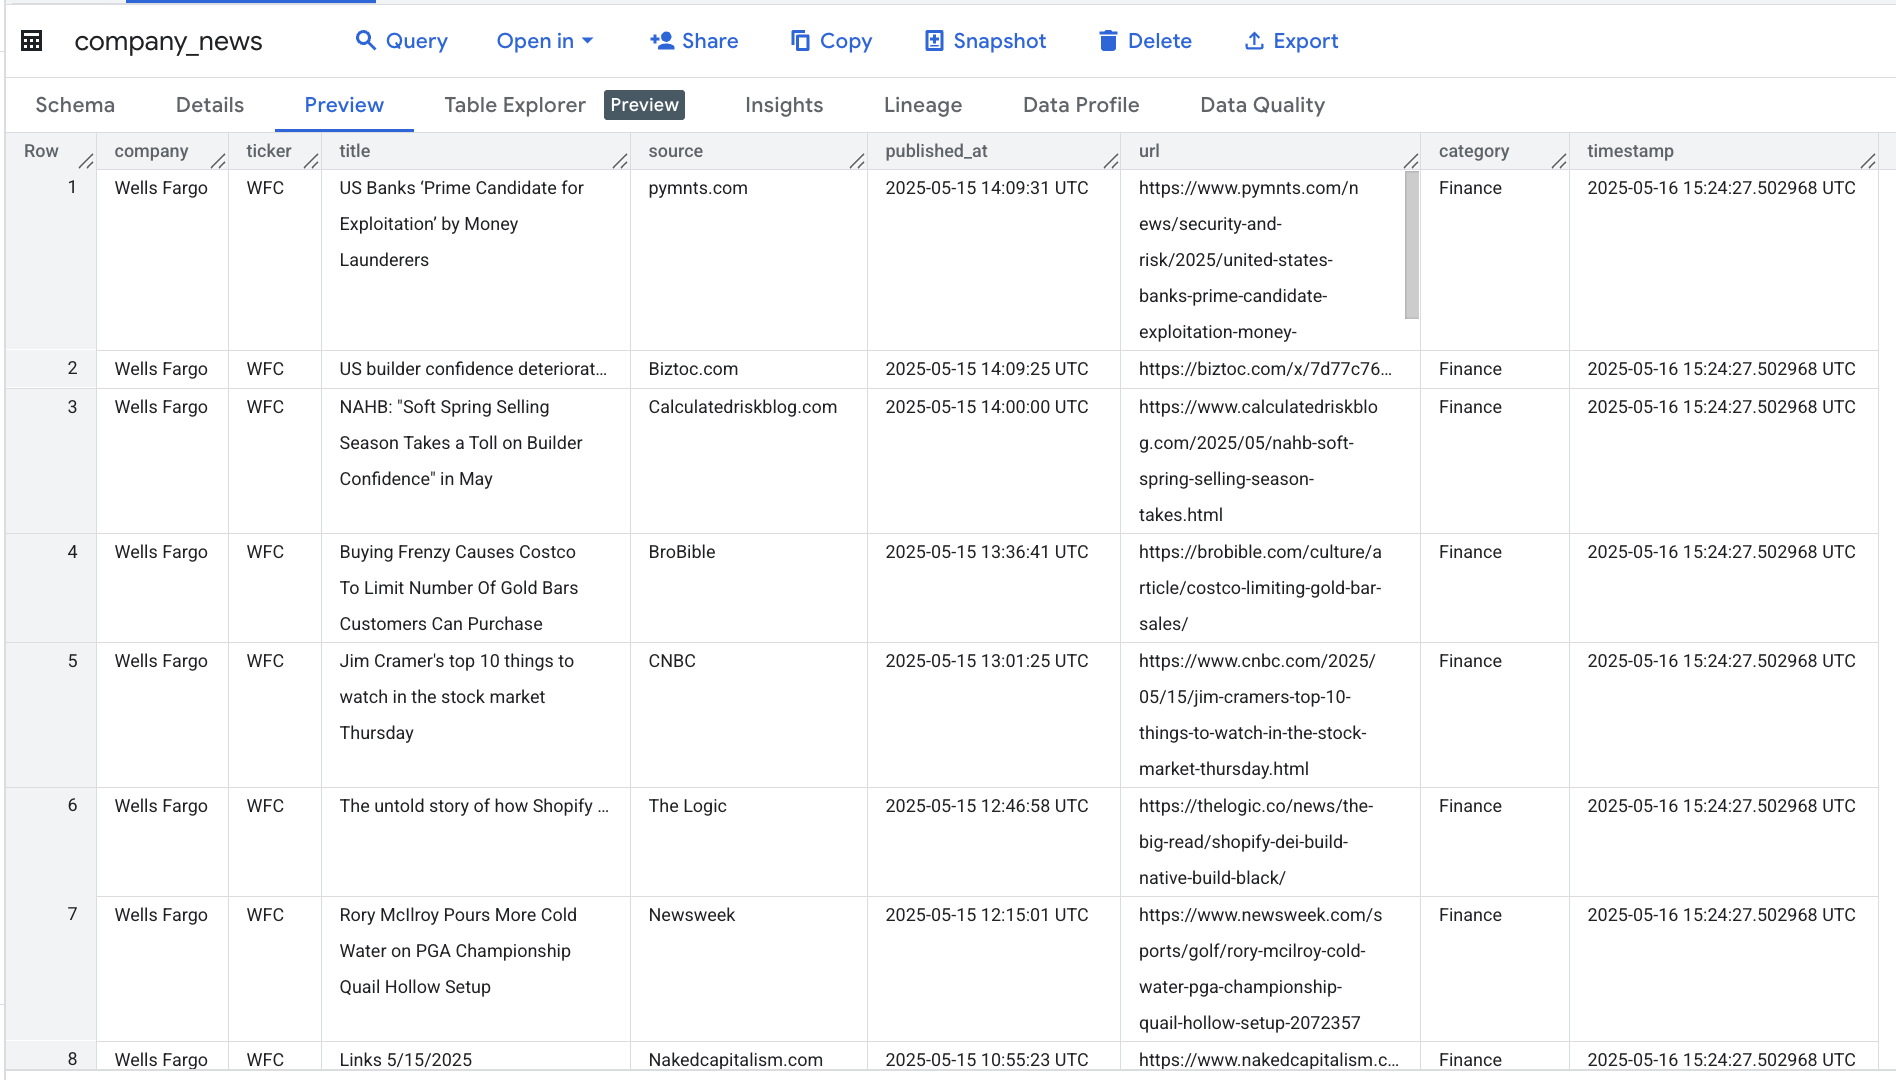 company_news Query Open in Share Copy Snapshot Delete Export
Schema Details Preview Table Explorer Preview Insights Lineage Data Profile Data Quality
Row company ticker title source published_at url category timestamp
1 Wells Fargo WFC US Banks ‘Prime Candidate for pymnts.com 2025-05-15 14:09:31 UTC https://www.pymnts.com/n Finance 2025-05-16 15:24:27.502968 UTC
Exploitation’ by Money ews/security-and-
Launderers risk/2025/united-states-
banks-prime-candidate-
exploitation-money-
2 Wells Fargo WFC US builder confidence deteriorat... Biztoc.com 2025-05-15 14:09:25 UTC https://biztoc.com/x/7d77c76... Finance 2025-05-16 15:24:27.502968 UTC
3 Wells Fargo WFC NAHB: "Soft Spring Selling Calculatedriskblog.com 2025-05-15 14:00:00 UTC https://www.calculatedriskblo Finance 2025-05-16 15:24:27.502968 UTC
Season Takes a Toll on Builder g.com/2025/05/nahb-soft-
Confidence" in May spring-selling-season-
takes.html
4 Wells Fargo WFC Buying Frenzy Causes Costco BroBible 2025-05-15 13:36:41 UTC https://brobible.com/culture/a Finance 2025-05-16 15:24:27.502968 UTC
To Limit Number Of Gold Bars rticle/costco-limiting-gold-bar-
Customers Can Purchase sales/
5 Wells Fargo WFC Jim Cramer's top 10 things to CNBC 2025-05-15 13:01:25 UTC https://www.cnbc.com/2025/ Finance 2025-05-16 15:24:27.502968 UTC
watch in the stock market 05/15/jim-cramers-top-10-
Thursday things-to-watch-in-the-stock-
market-thursday.html
6 Wells Fargo WFC The untold story of how Shopify ... The Logic 2025-05-15 12:46:58 UTC https://thelogic.co/news/the- Finance 2025-05-16 15:24:27.502968 UTC
big-read/shopify-dei-build-
native-build-black/
7 Wells Fargo WFC Rory McIlroy Pours More Cold Newsweek 2025-05-15 12:15:01 UTC https://www.newsweek.com/s Finance 2025-05-16 15:24:27.502968 UTC
Water on PGA Championship ports/golf/rory-mcilroy-cold-
Quail Hollow Setup water-pga-championship-
quail-hollow-setup-2072357
8 Wells Fargo WFC Links 5/15/2025 Nakedcapitalism.com 2025-05-15 10:55:23 UTC https://www.nakedcapitalism.c... Finance 2025-05-16 15:24:27.502968 UTC